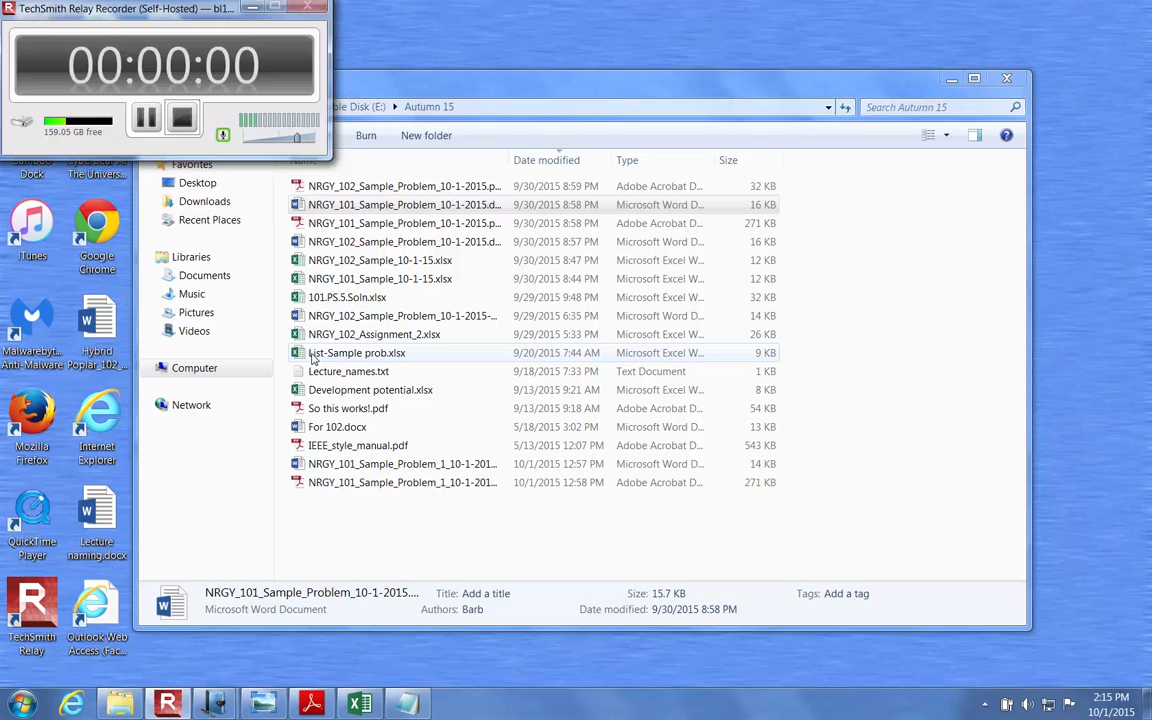 TechSmith Relay Recorder (Self-Hosted) — bl1...
00:00:00
159.05 GB free
Disk (E:) Autumn 15
Search Autumn 15
Burn New folder
Date modified Type Size
Favorites
Desktop
Downloads
Recent Places
Libraries
Documents
Music
Pictures
Videos
Computer
Network
NRGY_102_Sample_Problem_10-1-2015.p... 9/30/2015 8:59 PM Adobe Acrobat D... 32 KB
NRGY_101_Sample_Problem_10-1-2015.d... 9/30/2015 8:58 PM Microsoft Word D... 16 KB
NRGY_101_Sample_Problem_10-1-2015.p... 9/30/2015 8:58 PM Adobe Acrobat D... 271 KB
NRGY_102_Sample_Problem_10-1-2015.d... 9/30/2015 8:57 PM Microsoft Word D... 16 KB
NRGY_102_Sample_10-1-15.xlsx 9/30/2015 8:47 PM Microsoft Excel W... 12 KB
NRGY_101_Sample_10-1-15.xlsx 9/30/2015 8:44 PM Microsoft Excel W... 12 KB
101.PS.5.Soln.xlsx 9/29/2015 9:48 PM Microsoft Excel W... 32 KB
NRGY_102_Sample_Problem_10-1-2015-... 9/29/2015 6:35 PM Microsoft Word D... 14 KB
NRGY_102_Assignment_2.xlsx 9/29/2015 5:33 PM Microsoft Excel W... 26 KB
List-Sample prob.xlsx 9/20/2015 7:44 AM Microsoft Excel W... 9 KB
Lecture_names.txt 9/18/2015 7:33 PM Text Document 1 KB
Development potential.xlsx 9/13/2015 9:21 AM Microsoft Excel W... 8 KB
So this works!.pdf 9/13/2015 9:18 AM Adobe Acrobat D... 54 KB
For 102.docx 5/18/2015 3:02 PM Microsoft Word D... 13 KB
IEEE_style_manual.pdf 5/13/2015 12:07 PM Adobe Acrobat D... 543 KB
NRGY_101_Sample_Problem_1_10-1-201... 10/1/2015 12:57 PM Microsoft Word D... 14 KB
NRGY_101_Sample_Problem_1_10-1-201... 10/1/2015 12:58 PM Adobe Acrobat D... 271 KB
NRGY_101_Sample_Problem_10-1-2015.... Title: Add a title Size: 15.7 KB Tags: Add a tag
Microsoft Word Document Authors: Barb Date modified: 9/30/2015 8:58 PM
Dock
The Univers...
iTunes
Google Chrome
Malwarebyt... Anti-Malware
Hybrid Poplar_102_...
Mozilla Firefox
Internet Explorer
QuickTime Player
Lecture naming.docx
TechSmith Relay
Outlook Web Access (Fac...
2:15 PM
10/1/2015